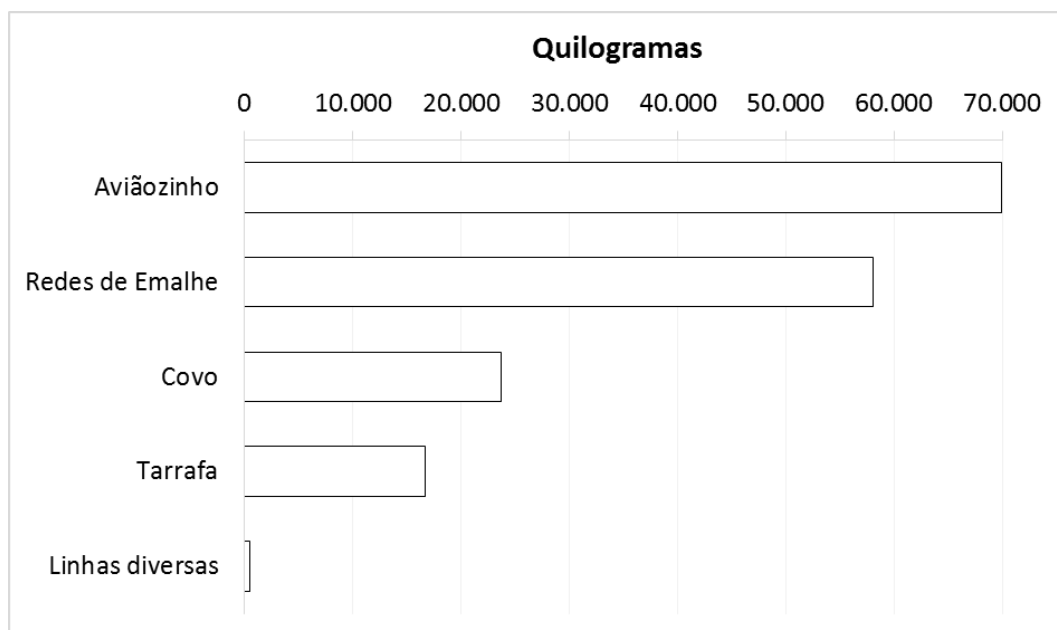 Quilogramas
0 10.000 20.000 30.000 40.000 50.000 60.000 70.000
Aviãozinho
Redes de Emalhe
Covo
Tarrafa
Linhas diversas